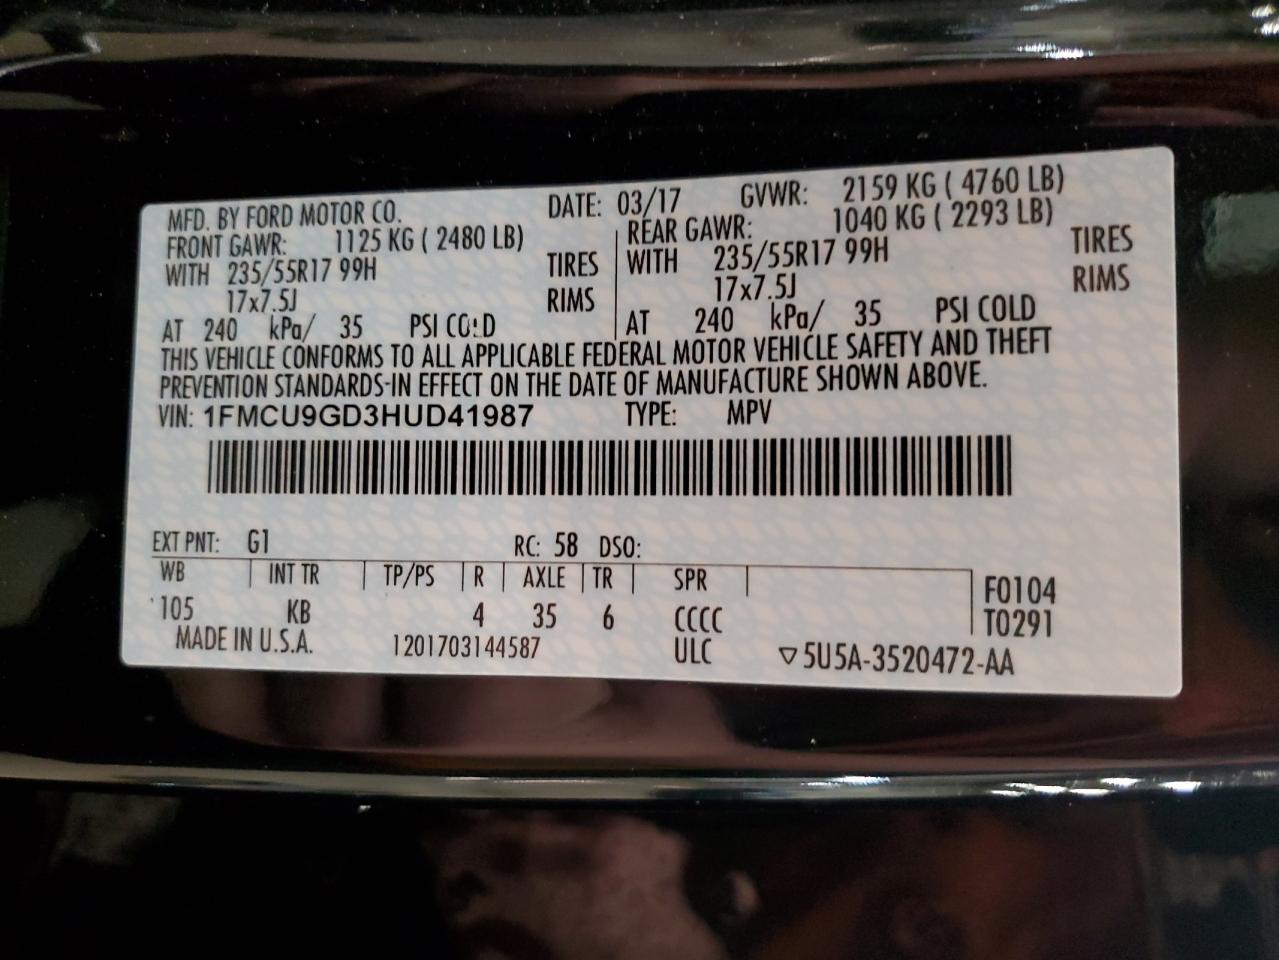 MFD. BY FORD MOTOR CO. DATE: 03/17 GVWR: 2159 KG ( 4760 LB)
FRONT GAWR: 1125 KG ( 2480 LB) REAR GAWR: 1040 KG ( 2293 LB)
WITH 235/55R17 99H TIRES WITH 235/55R17 99H TIRES
17x7.5J RIMS 17x7.5J RIMS
AT 240 kPa/ 35 PSI COLD AT 240 kPa/ 35 PSI COLD
THIS VEHICLE CONFORMS TO ALL APPLICABLE FEDERAL MOTOR VEHICLE SAFETY AND THEFT
PREVENTION STANDARDS-IN EFFECT ON THE DATE OF MANUFACTURE SHOWN ABOVE.
VIN: 1FMCU9GD3HUD41987 TYPE: MPV
EXT PNT: G1 RC: 58 DSO:
WB INT TR TP/PS R AXLE TR SPR F0104
105 KB 4 35 6 CCCC T0291
MADE IN U.S.A. 1201703144587 ULC ▽5U5A-3520472-AA